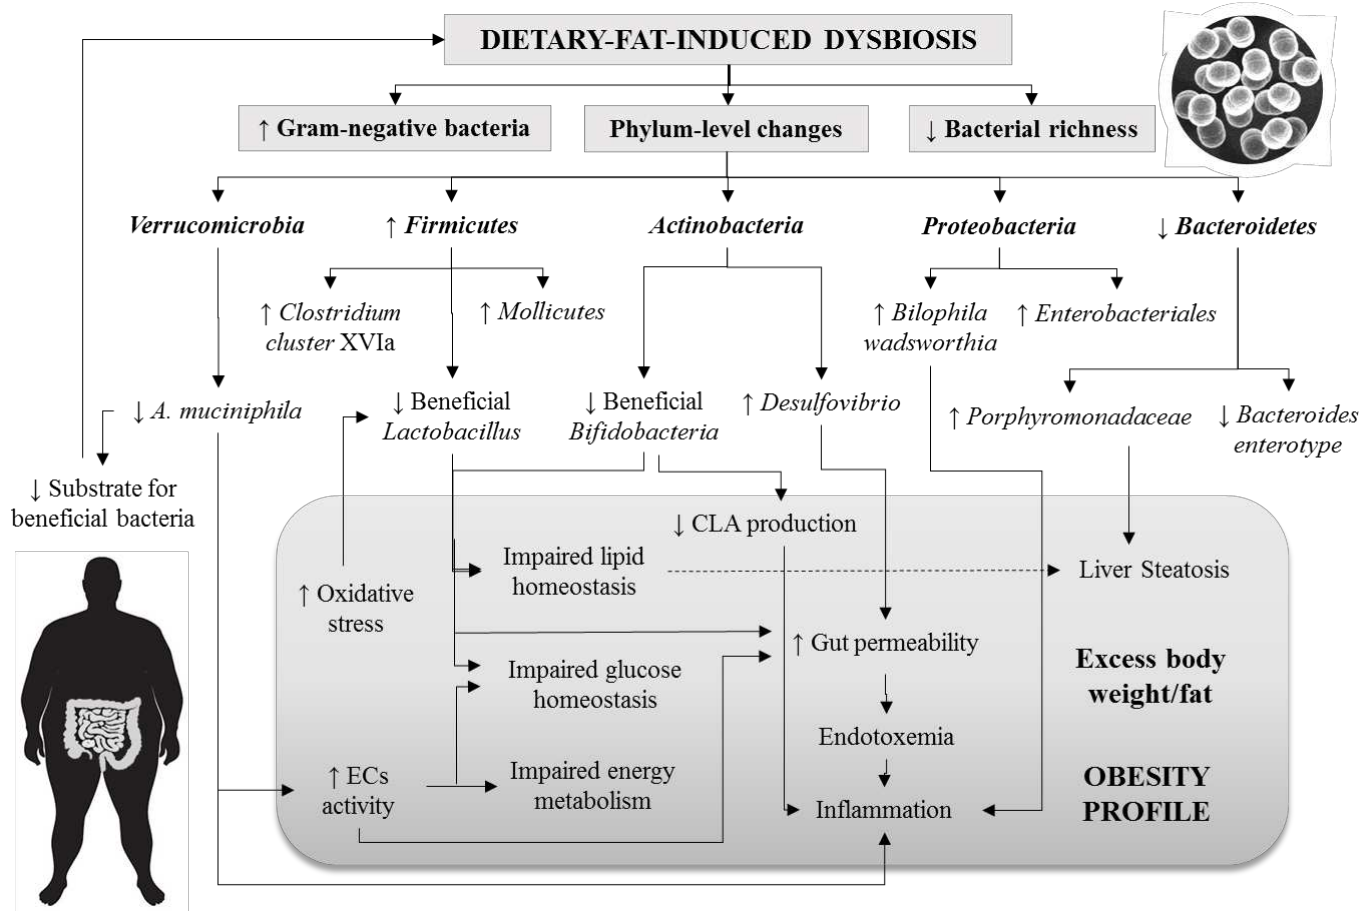 DIETARY-FAT-INDUCED DYSBIOSIS
↑ Gram-negative bacteria
Phylum-level changes
↓ Bacterial richness
Verrucomicrobia
↑ Firmicutes
Actinobacteria
Proteobacteria
↓ Bacteroidetes
↑ Clostridium
cluster XVIa
↑ Mollicutes
↑ Bilophila
wadsworthia
↑ Enterobacteriales
↓ A. muciniphila
↓ Beneficial
Lactobacillus
↓ Beneficial
Bifidobacteria
↑ Desulfovibrio
↑ Porphyromonadaceae
↓ Bacteroides
enterotype
↓ Substrate for
beneficial bacteria
↓ CLA production
Impaired lipid
homeostasis
Liver Steatosis
↑ Oxidative
stress
↑ Gut permeability
Impaired glucose
homeostasis
Excess body
weight/fat
Endotoxemia
↑ ECs
activity
Impaired energy
metabolism
Inflammation
OBESITY
PROFILE